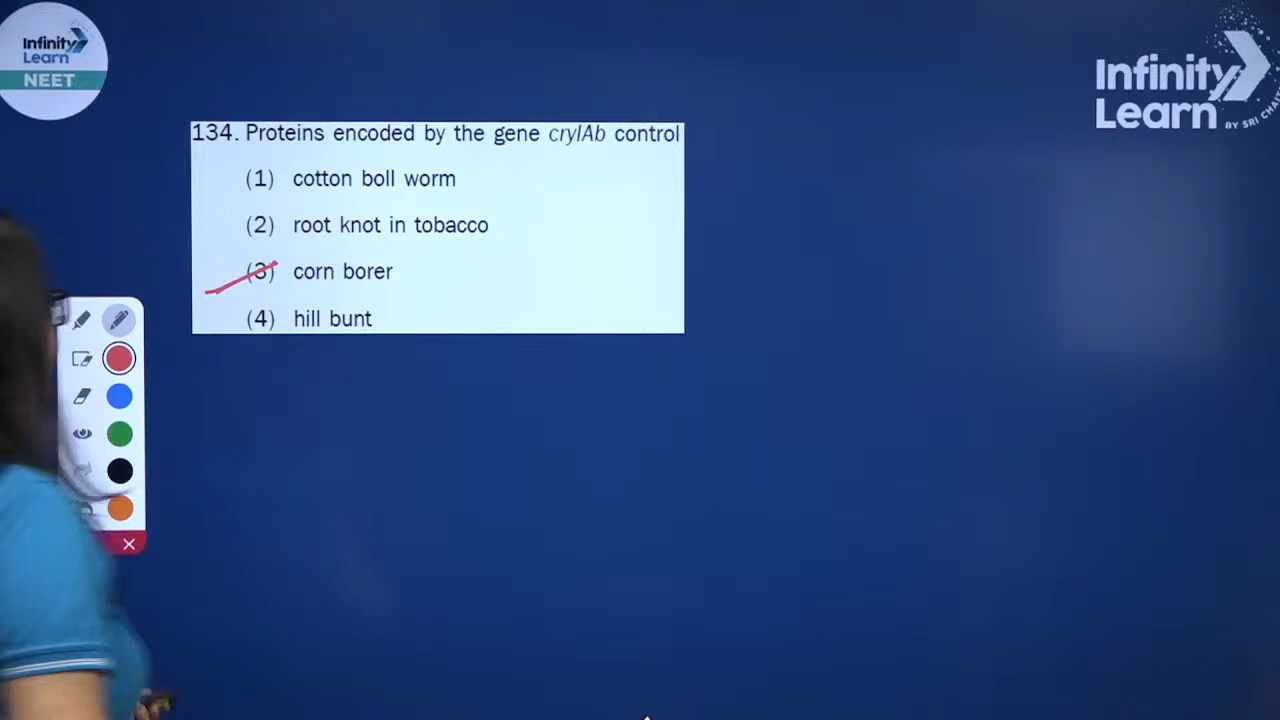 Infinity
Learn
NEET
Infinity
Learn
BY SRI
134. Proteins encoded by the gene cryIAb control
(1) cotton boll worm
(2) root knot in tobacco
(3) corn borer
(4) hill bunt